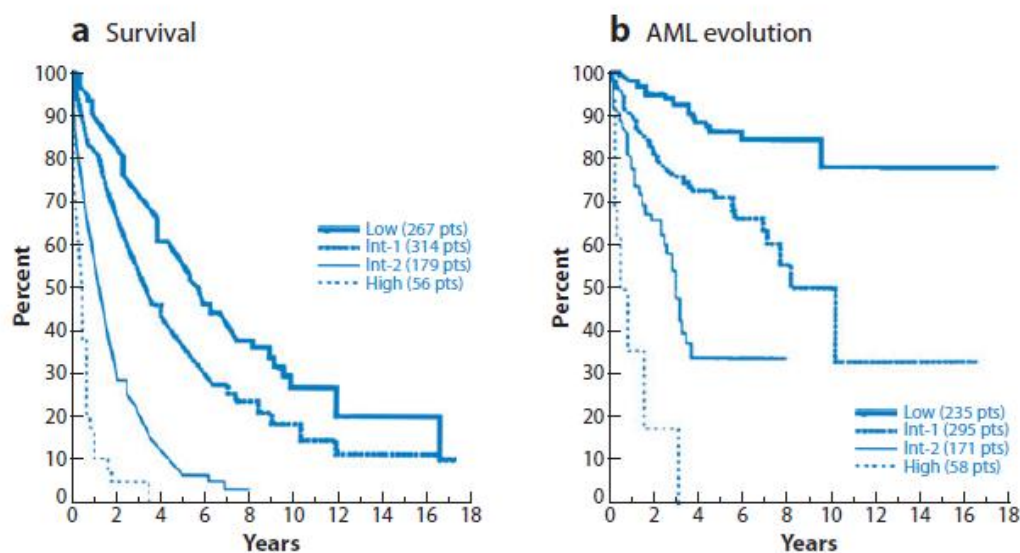 a Survival
100
90
80
70
60
50
40
30
20
10
0
Percent
Low (267 pts)
Int-1 (314 pts)
Int-2 (179 pts)
High (56 pts)
0 2 4 6 8 10 12 14 16 18
Years
b AML evolution
100
90
80
70
60
50
40
30
20
10
0
Percent
Low (235 pts)
Int-1 (295 pts)
Int-2 (171 pts)
High (58 pts)
0 2 4 6 8 10 12 14 16 18
Years